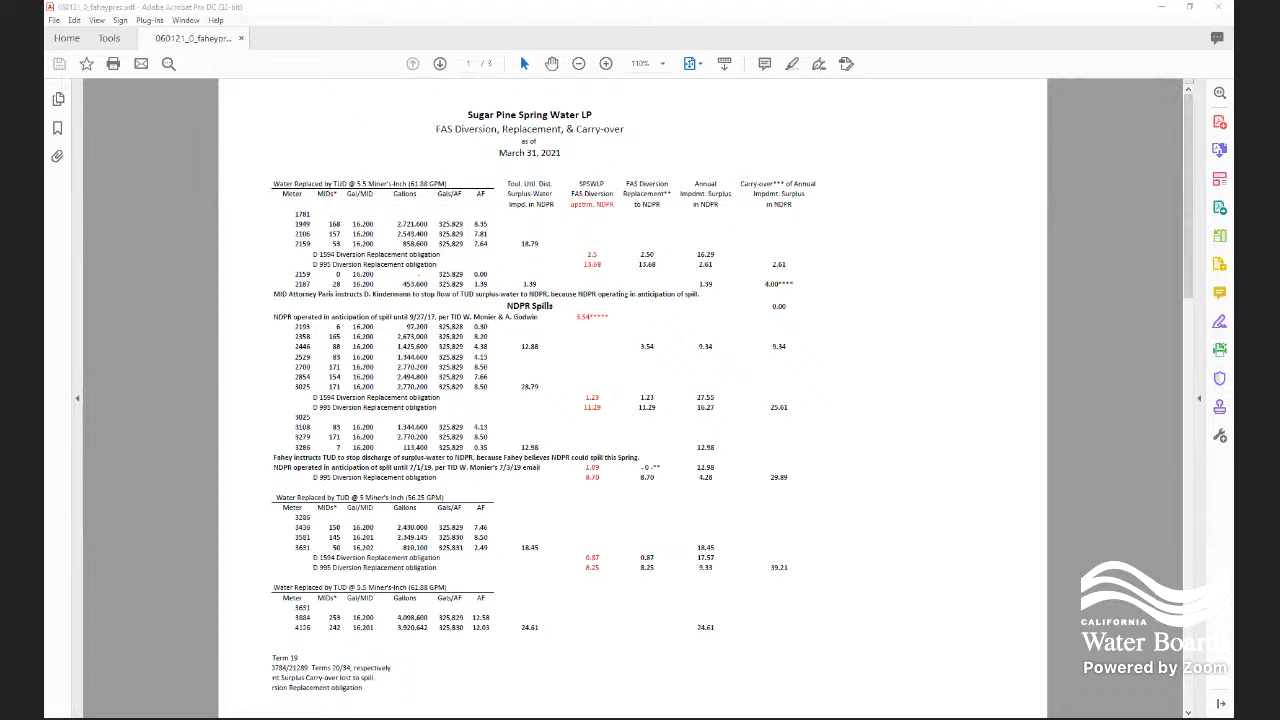 060121_0_faheypres.pdf - Adobe Acrobat Pro DC (32-bit)
File Edit View Sign Plug-Ins Window Help
Home Tools 060121_0_faheypr... ×
1 / 3 110%
Sugar Pine Spring Water LP
FAS Diversion, Replacement, & Carry-over
as of
March 31, 2021
Water Replaced by TUD @ 5.5 Miner's-Inch (61.88 GPM) Toul. Util. Dist. SPSWLP FAS Diversion Annual Carry-over*** of Annual
Meter MIDs* Gal/MID Gallons Gals/AF AF Surplus-Water FAS Diversion Replacement** Impdmt. Surplus Impdmt. Surplus
Impd. in NDPR upstrm. NDPR to NDPR in NDPR in NDPR
1781
1949 168 16,200 2,721,600 325,829 8.35
2106 157 16,200 2,543,400 325,829 7.81
2159 53 16,200 858,600 325,829 2.64 18.79
D 1594 Diversion Replacement obligation 2.5 2.50 16.29
D 995 Diversion Replacement obligation 13.68 13.68 2.61 2.61
2159 0 16,200 - 325,829 0.00
2187 28 16,200 453,600 325,829 1.39 1.39 1.39 4.00****
MID Attorney Paris instructs D. Kindermann to stop flow of TUD surplus-water to NDPR, because NDPR operating in anticipation of spill.
NDPR Spills 0.00
NDPR operated in anticipation of spill until 9/27/17, per TID W. Monier & A. Godwin 3.54*****
2193 6 16,200 97,200 325,828 0.30
2358 165 16,200 2,673,000 325,829 8.20
2446 88 16,200 1,425,600 325,829 4.38 12.88 3.54 9.34 9.34
2529 83 16,200 1,344,600 325,829 4.13
2700 171 16,200 2,770,200 325,829 8.50
2854 154 16,200 2,494,800 325,829 7.66
3025 171 16,200 2,770,200 325,829 8.50 28.79
D 1594 Diversion Replacement obligation 1.23 1.23 27.55
D 995 Diversion Replacement obligation 11.29 11.29 16.27 25.61
3025
3108 83 16,200 1,344,600 325,829 4.13
3279 171 16,200 2,770,200 325,829 8.50
3286 7 16,200 113,400 325,829 0.35 12.98 12.98
Fahey instructs TUD to stop discharge of surplus-water to NDPR, because Fahey believes NDPR could spill this Spring.
NDPR operated in anticipation of spill until 7/1/19, per TID W. Monier's 7/3/19 email 1.09 - 0 -** 12.98
D 995 Diversion Replacement obligation 8.70 8.70 4.28 29.89
Water Replaced by TUD @ 5 Miner's-Inch (56.25 GPM)
Meter MIDs* Gal/MID Gallons Gals/AF AF
3286
3436 150 16,200 2,430,000 325,829 7.46
3581 145 16,201 2,349,145 325,830 8.50
3631 50 16,202 810,100 325,831 2.49 18.45 18.45
D 1594 Diversion Replacement obligation 0.87 0.87 17.57
D 995 Diversion Replacement obligation 8.25 8.25 9.33 39.21
Water Replaced by TUD @ 5.5 Miner's-Inch (61.88 GPM)
Meter MIDs* Gal/MID Gallons Gals/AF AF
3631
3884 253 16,200 4,098,600 325,829 12.58
4126 242 16,201 3,920,642 325,830 12.03 24.61 24.61
Term 19
0784/21289. Terms 20/34, respectively
nt Surplus Carry-over lost to spill
rsion Replacement obligation
CALIFORNIA
Water Boards
Powered by Zoom